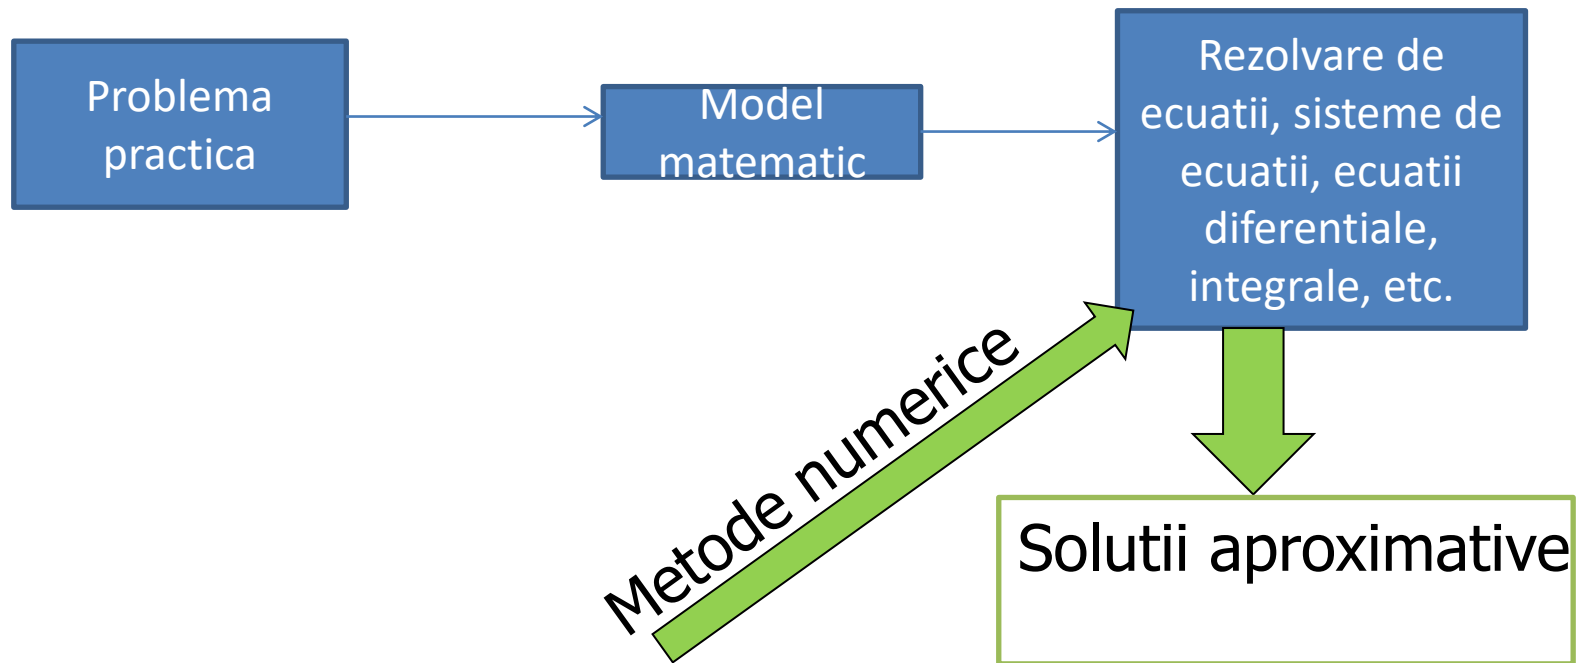 Problema
practica
Model
matematic
Rezolvare de
ecuatii, sisteme de
ecuatii, ecuatii
diferentiale,
integrale, etc.
Metode numerice
Solutii aproximative